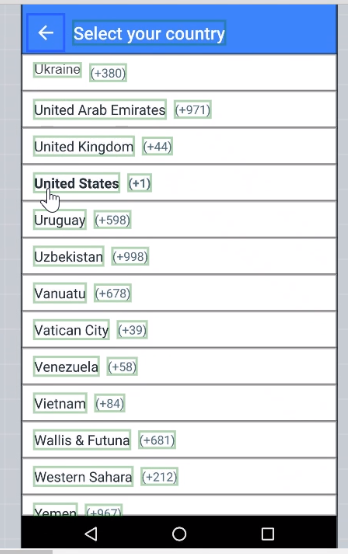 Select your country
Ukraine (+380)
United Arab Emirates (+971)
United Kingdom (+44)
United States (+1)
Uruguay (+598)
Uzbekistan (+998)
Vanuatu (+678)
Vatican City (+39)
Venezuela (+58)
Vietnam (+84)
Wallis & Futuna (+681)
Western Sahara (+212)
Yemen (+967)